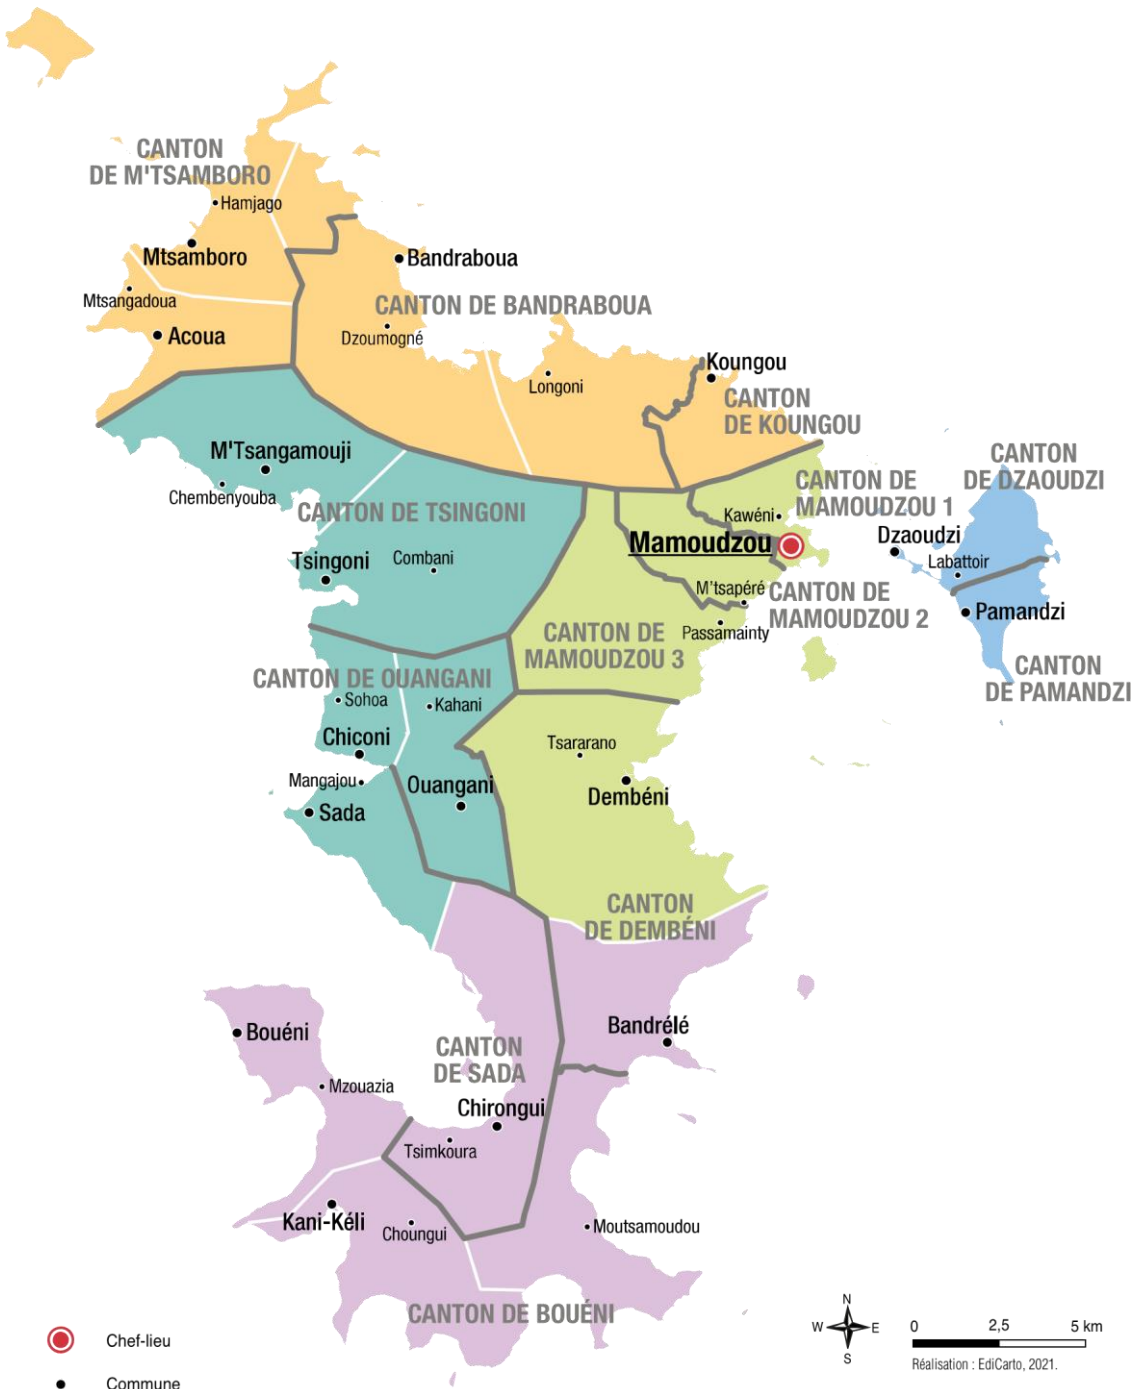 CANTON
DE M'TSAMBORO
Hamjago
Mtsamboro
Bandraboua
Mtsangadoua
CANTON DE BANDRABOUA
Acoua
Dzoumogné
Koungou
Longoni
CANTON
DE KOUNGOU
M'Tsangamouji
Chembenyouba
CANTON
DE DZAOUDZI
CANTON DE
MAMOUDZOU 1
CANTON DE TSINGONI
Kawéni
Mamoudzou
Dzaoudzi
Tsingoni
Combani
Labattoir
M'tsapéré
CANTON DE
MAMOUDZOU 2
Pamandzi
Passamainty
CANTON DE
MAMOUDZOU 3
CANTON
DE PAMANDZI
CANTON DE OUANGANI
Sohoa
Kahani
Chiconi
Tsararano
Mangajou
Ouangani
Dembéni
Sada
CANTON
DE DEMBÉNI
Bouéni
Bandrélé
CANTON
DE SADA
Mzouazia
Chirongui
Tsimkoura
Kani-Kéli
Choungui
Moutsamoudou
CANTON DE BOUÉNI
N
W
E
S
0 2,5 5 km
Réalisation : EdiCarto, 2021.
Chef-lieu
Commune